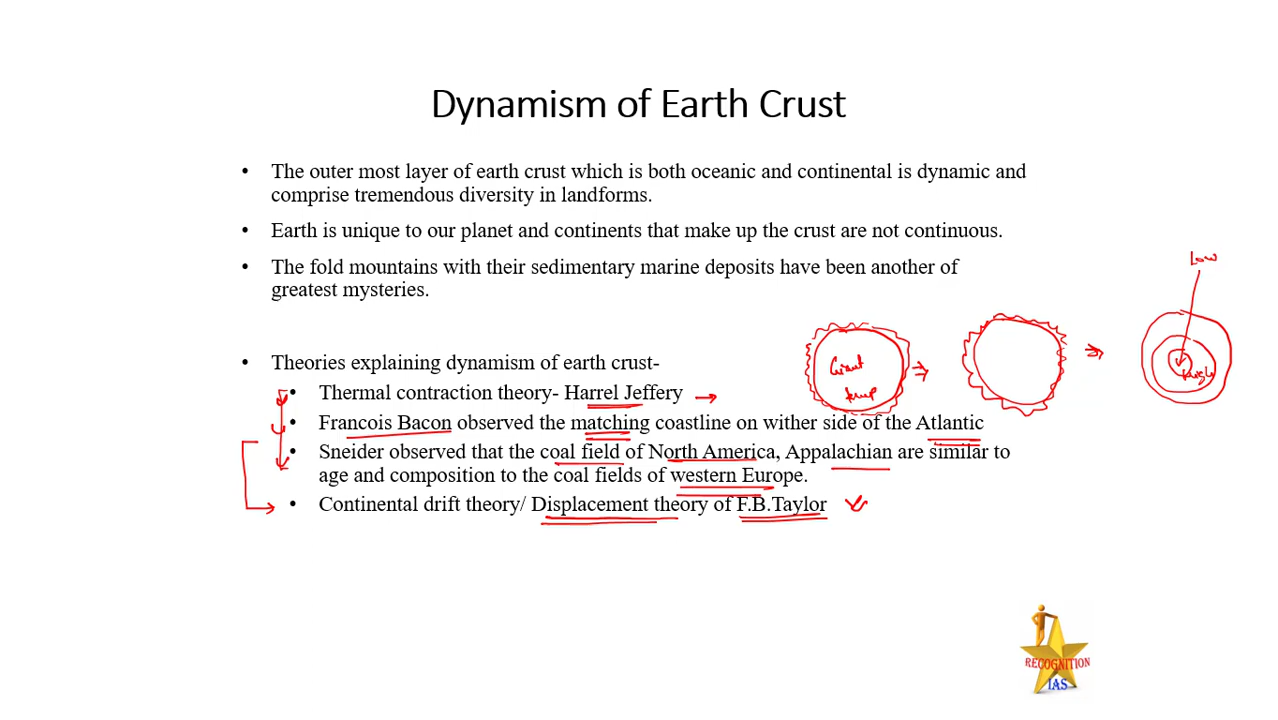 Dynamism of Earth Crust
• The outer most layer of earth crust which is both oceanic and continental is dynamic and
comprise tremendous diversity in landforms.
• Earth is unique to our planet and continents that make up the crust are not continuous.
• The fold mountains with their sedimentary marine deposits have been another of
greatest mysteries.
Low
• Theories explaining dynamism of earth crust-
Giant
• Thermal contraction theory- Harrel Jeffery
High
• Francois Bacon observed the matching coastline on wither side of the Atlantic
• Sneider observed that the coal field of North America, Appalachian are similar to
age and composition to the coal fields of western Europe.
• Continental drift theory/ Displacement theory of F.B.Taylor
RECOGNITION
IAS